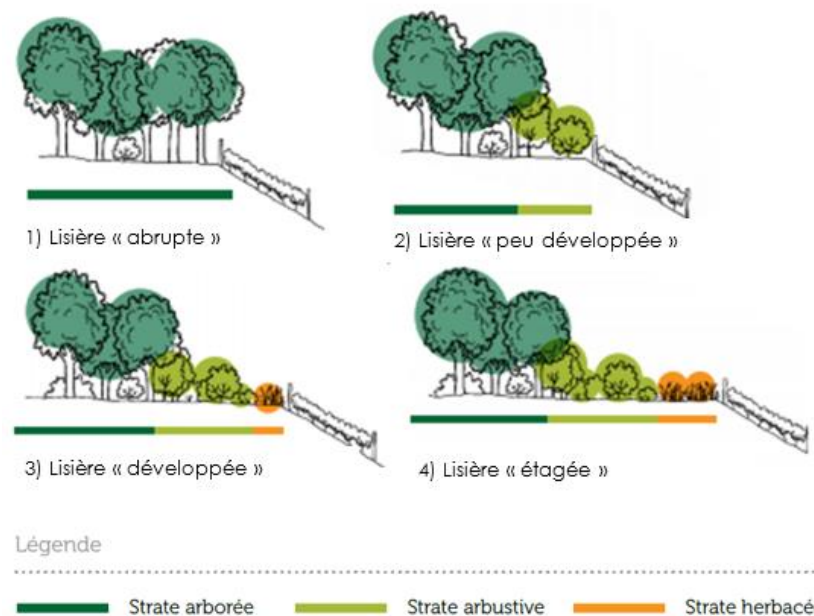 1) Lisière « abrupte »
2) Lisière « peu développée »
3) Lisière « développée »
4) Lisière « étagée »
Légende
Strate arborée
Strate arbustive
Strate herbacé